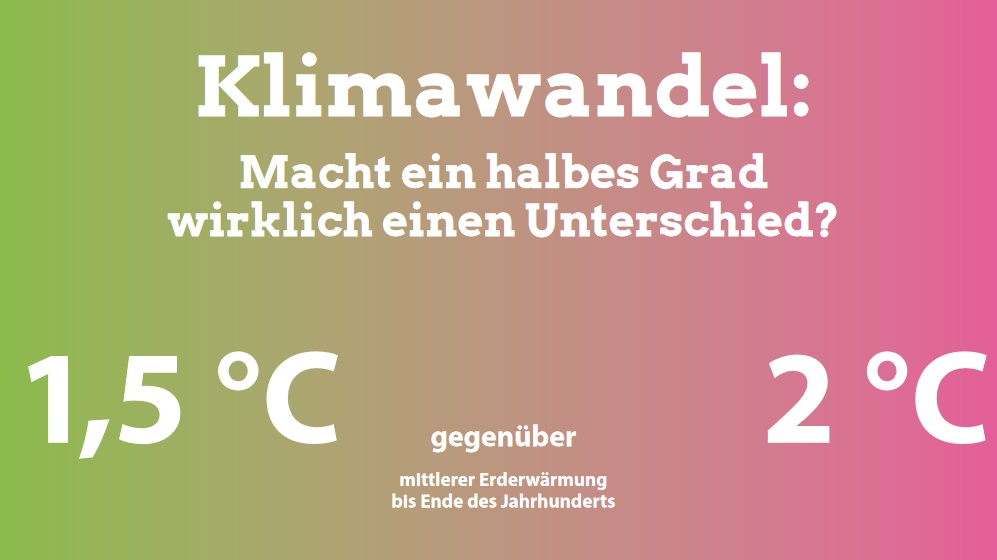 Klimawandel:
Macht ein halbes Grad
wirklich einen Unterschied?
1,5 °C
gegenüber
2 °C
mittlerer Erderwärmung
bis Ende des Jahrhunderts